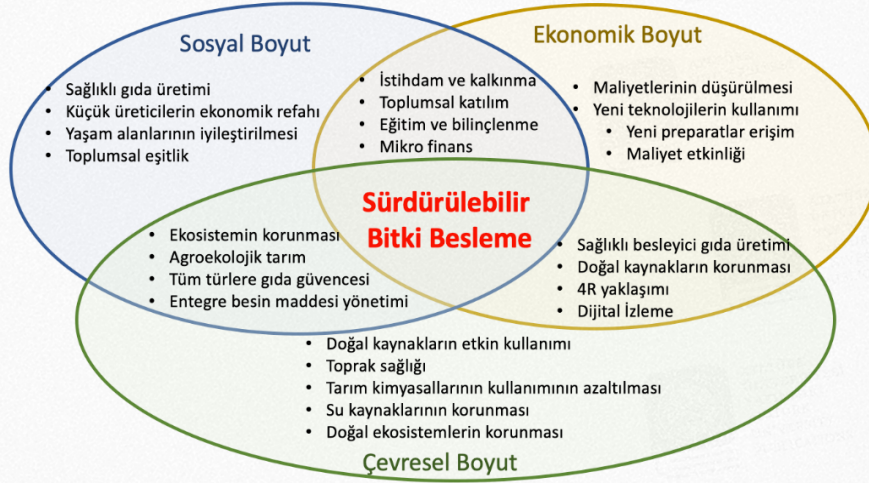 Sosyal Boyut
• Sağlıklı gıda üretimi
• Küçük üreticilerin ekonomik refahı
• Yaşam alanlarının iyileştirilmesi
• Toplumsal eşitlik
• İstihdam ve kalkınma
• Toplumsal katılım
• Eğitim ve bilinçlenme
• Mikro finans
Ekonomik Boyut
• Maliyetlerinin düşürülmesi
• Yeni teknolojilerin kullanımı
• Yeni preparatlar erişim
• Maliyet etkinliği
Sürdürülebilir
Bitki Besleme
• Ekosistemin korunması
• Agroekolojik tarım
• Tüm türlere gıda güvencesi
• Entegre besin maddesi yönetimi
• Sağlıklı besleyici gıda üretimi
• Doğal kaynakların korunması
• 4R yaklaşımı
• Dijital İzleme
• Doğal kaynakların etkin kullanımı
• Toprak sağlığı
• Tarım kimyasallarının kullanımının azaltılması
• Su kaynaklarının korunması
• Doğal ekosistemlerin korunması
Çevresel Boyut